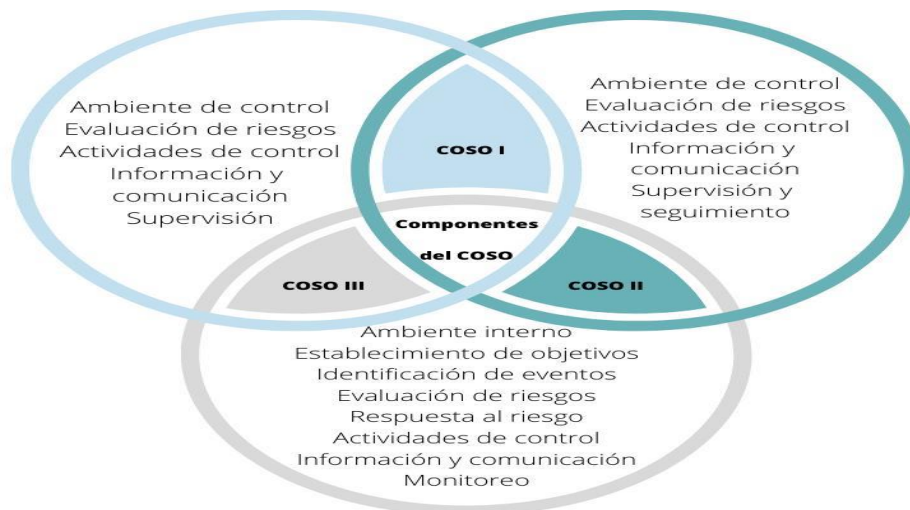 Ambiente de control
Evaluación de riesgos
Actividades de control
Información y
comunicación
Supervisión
COSO I
Ambiente de control
Evaluación de riesgos
Actividades de control
Información y
comunicación
Supervisión y
seguimiento
Componentes
del COSO
COSO III
COSO II
Ambiente interno
Establecimiento de objetivos
Identificación de eventos
Evaluación de riesgos
Respuesta al riesgo
Actividades de control
Información y comunicación
Monitoreo